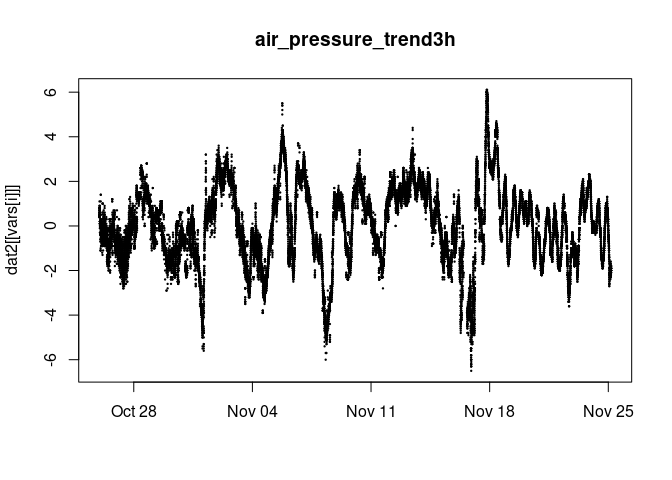 air_pressure_trend3h
dat2[[vars[i]]]
6
4
2
0
-2
-4
-6
Oct 28
Nov 04
Nov 11
Nov 18
Nov 25